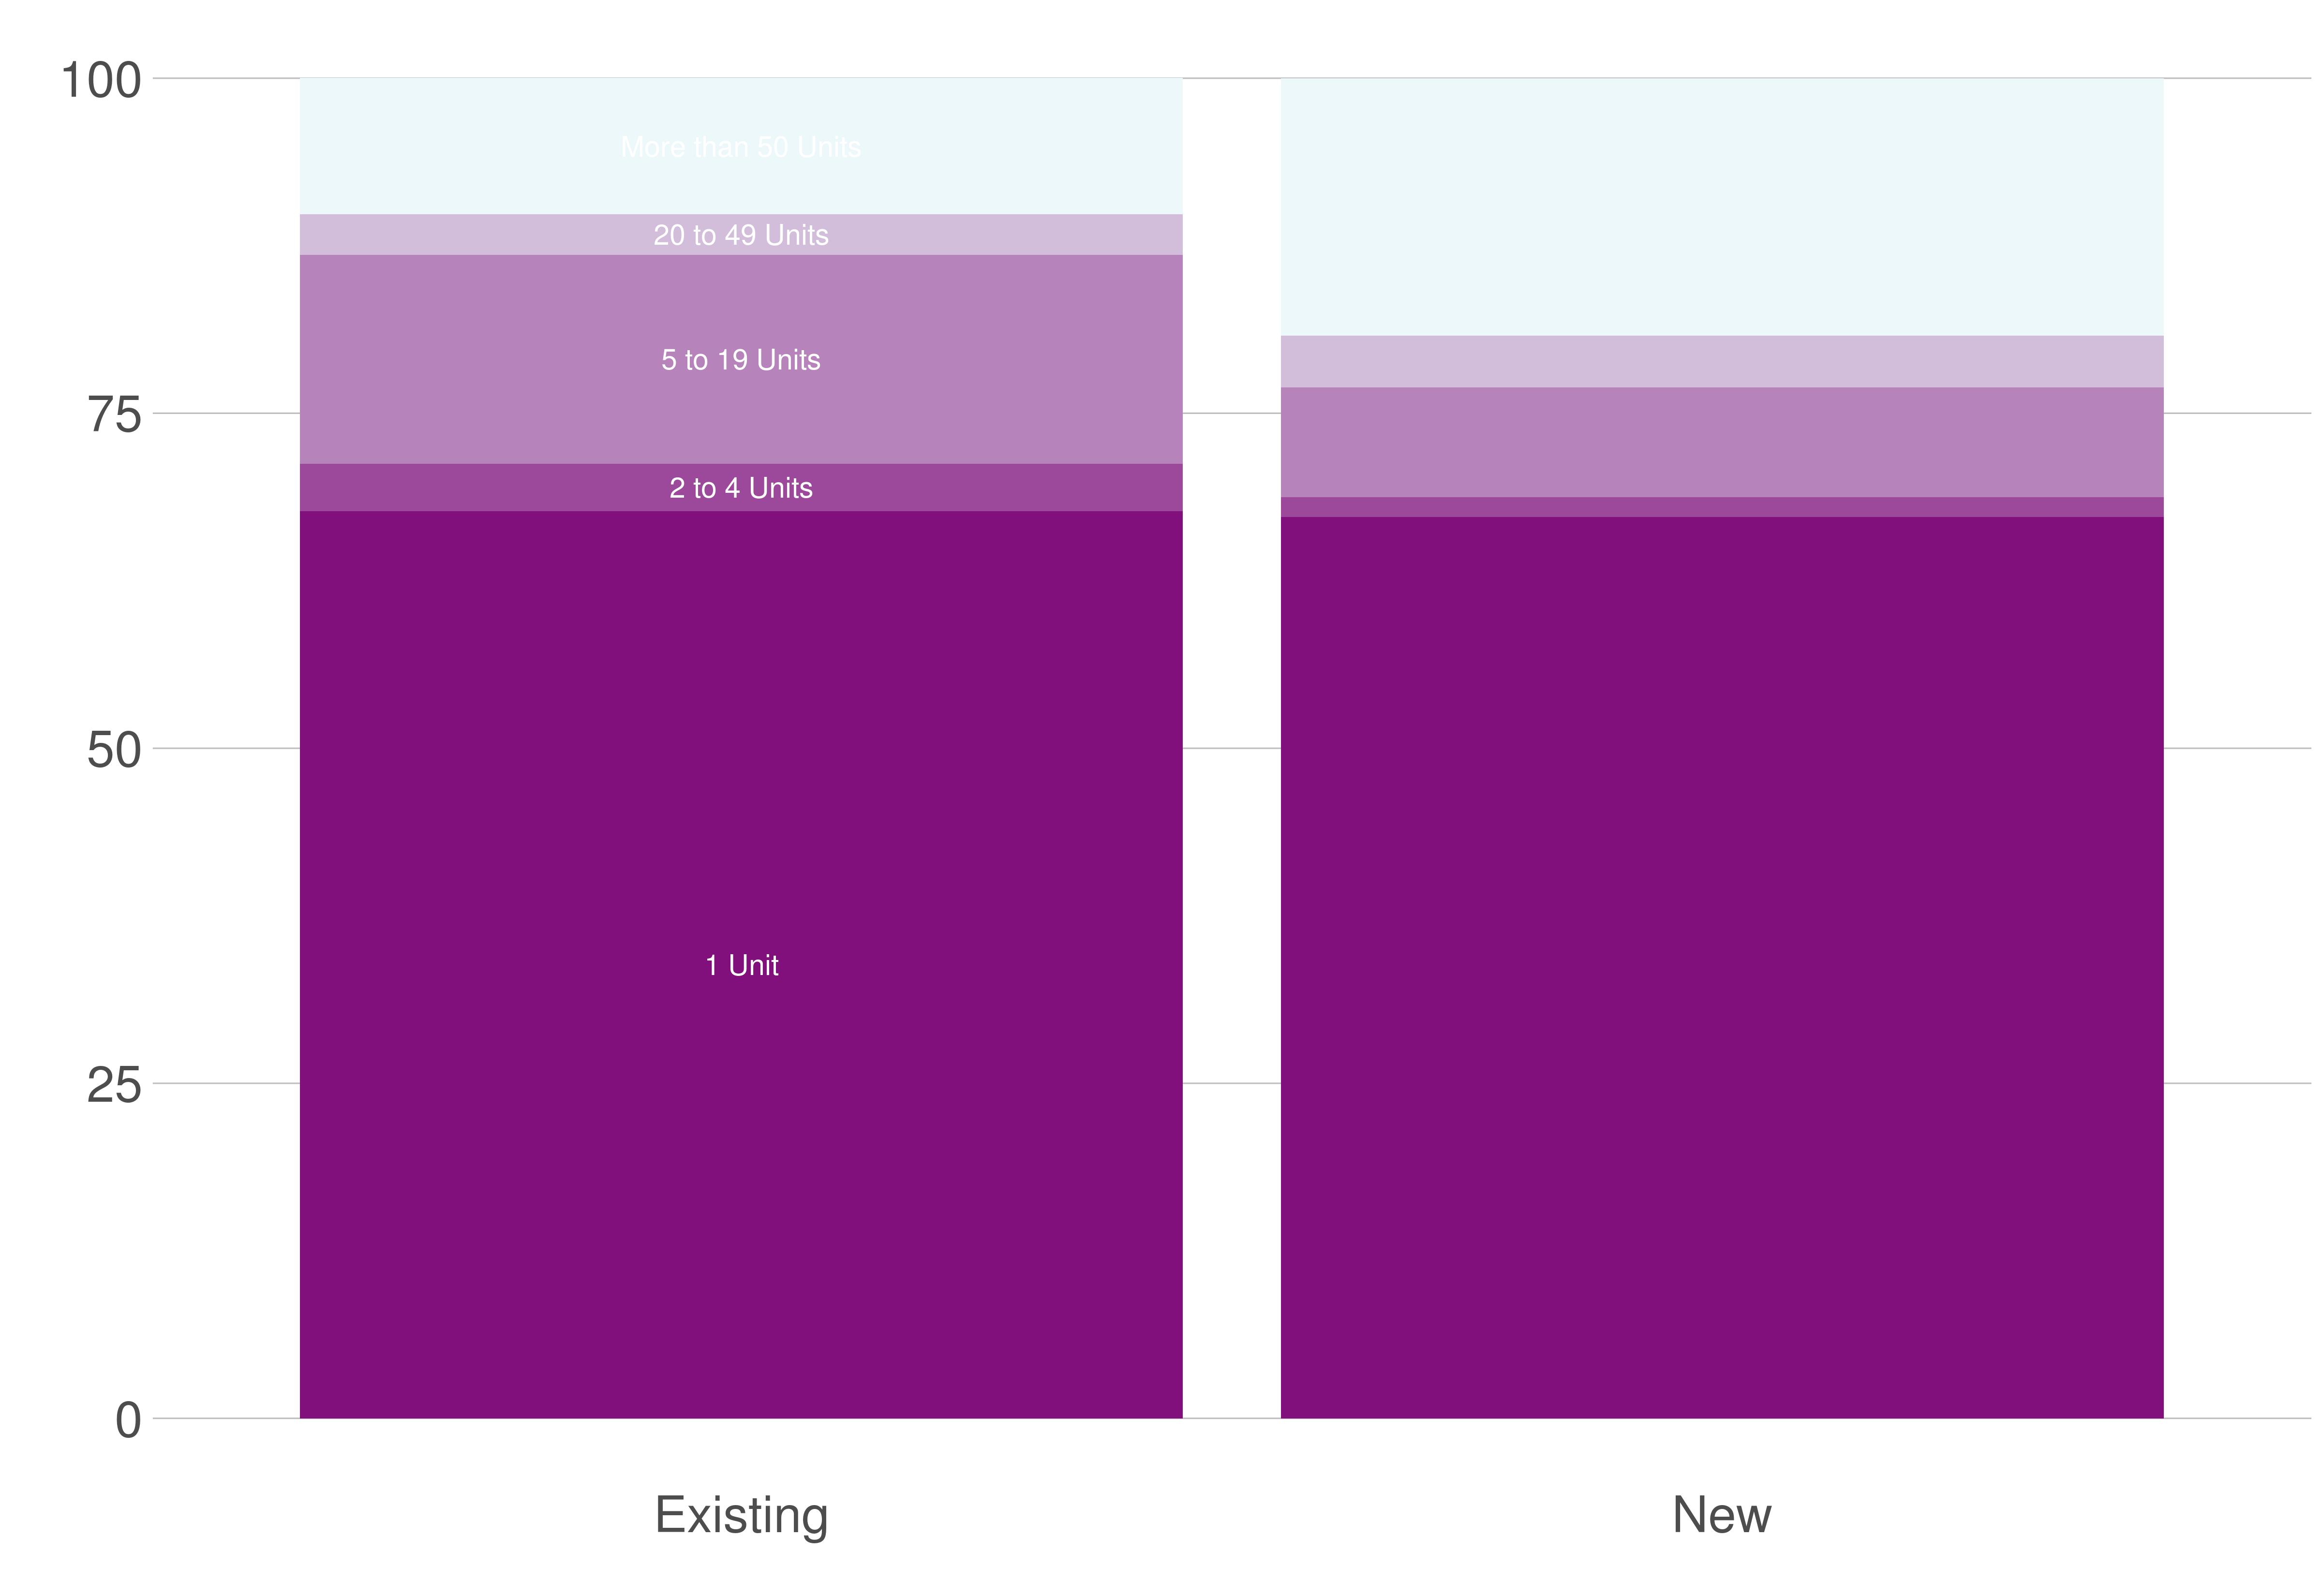 100
More than 50 Units
20 to 49 Units
5 to 19 Units
75
2 to 4 Units
50
1 Unit
25
0
Existing
New